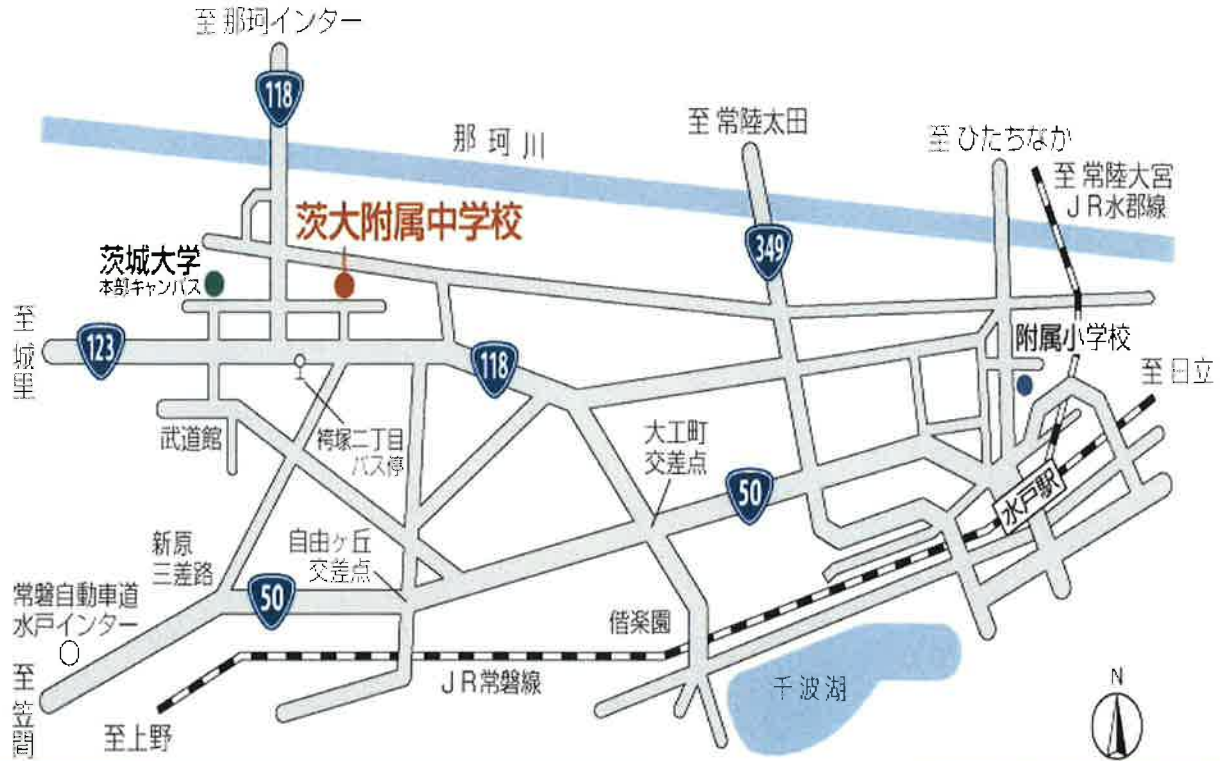 至 那珂インター
118
那 珂 川
至 常陸太田
至 ひたちなか
至 常陸大宮
JR水郡線
茨大附属中学校
茨城大学
本部キャンパス
349
至
城
里
123
118
附属小学校
至 日立
武道館
袴塚二丁目
バス停
大工町
交差点
50
水戸駅
新原
三差路
自由ヶ丘
交差点
50
常磐自動車道
水戸インター
偕楽園
至
笠
間
JR常磐線
千波湖
至上野
N